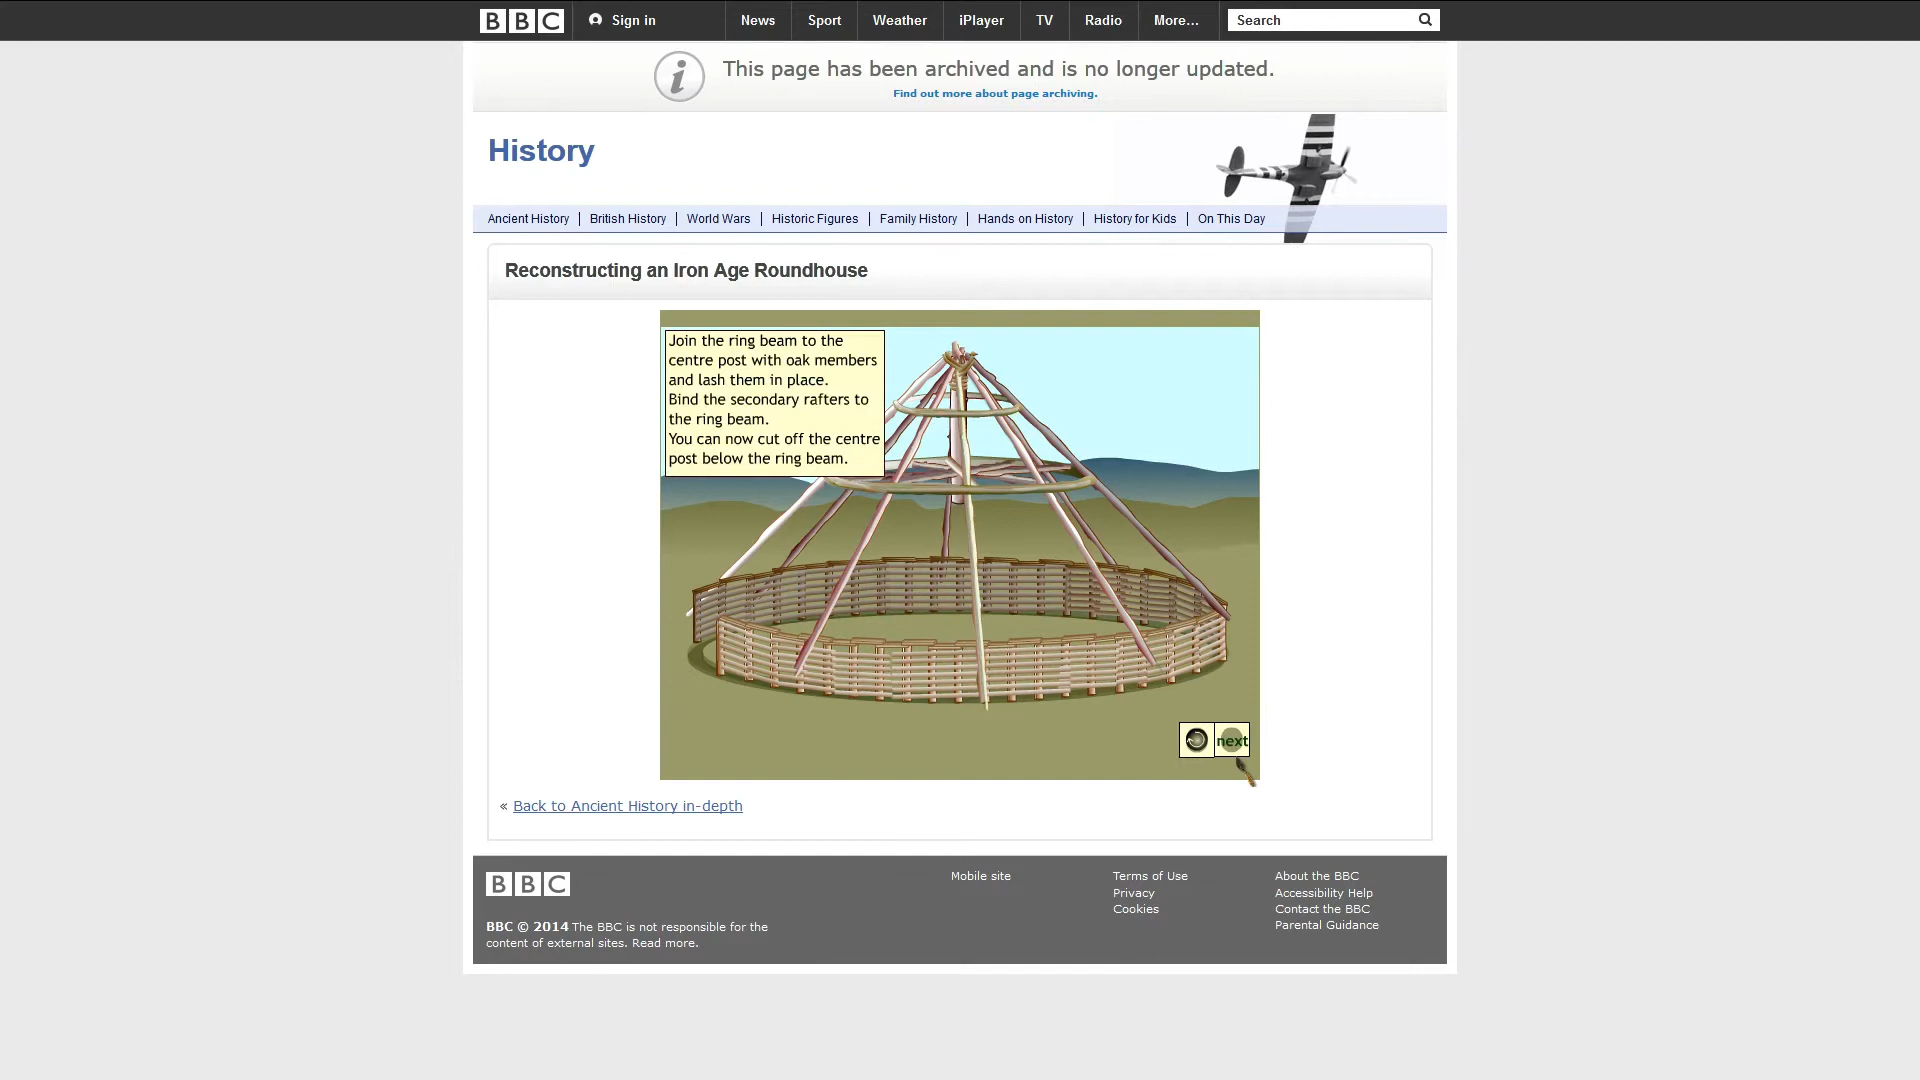 BBC Sign in News Sport Weather iPlayer TV Radio More... Search
This page has been archived and is no longer updated.
Find out more about page archiving.
History
Ancient History British History World Wars Historic Figures Family History Hands on History History for Kids On This Day
Reconstructing an Iron Age Roundhouse
Join the ring beam to the
centre post with oak members
and lash them in place.
Bind the secondary rafters to
the ring beam.
You can now cut off the centre
post below the ring beam.
next
« Back to Ancient History in-depth
BBC
Mobile site
Terms of Use
Privacy
Cookies
About the BBC
Accessibility Help
Contact the BBC
Parental Guidance
BBC © 2014 The BBC is not responsible for the
content of external sites. Read more.